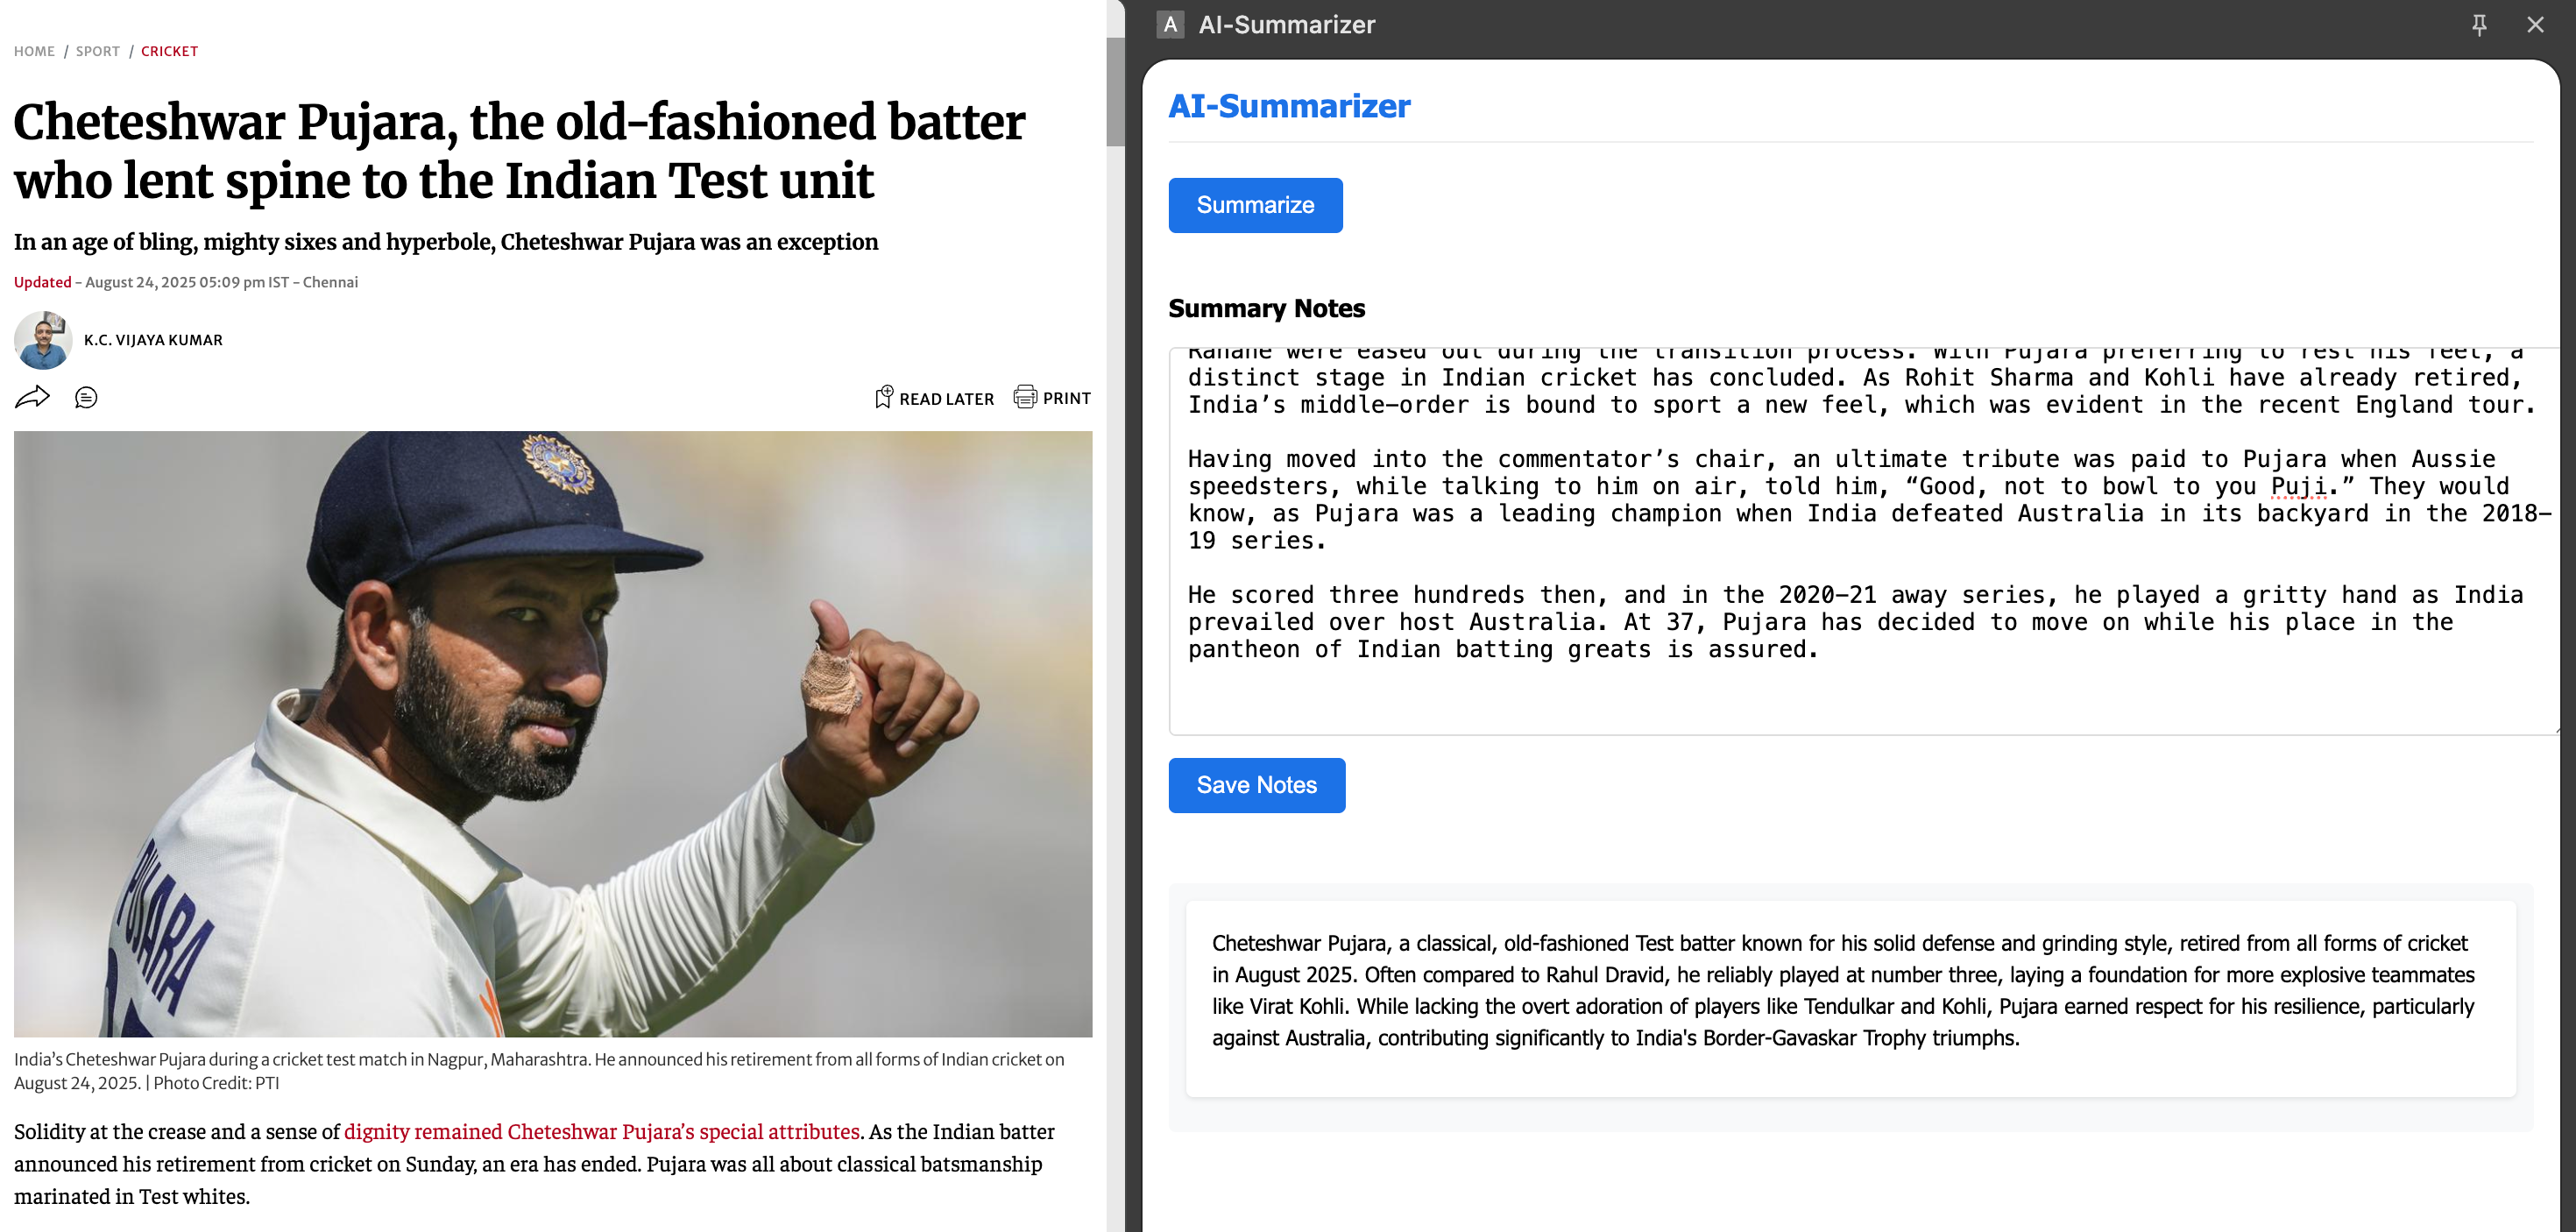 HOME / SPORT / CRICKET
Cheteshwar Pujara, the old-fashioned batter
who lent spine to the Indian Test unit
In an age of bling, mighty sixes and hyperbole, Cheteshwar Pujara was an exception
Updated - August 24, 2025 05:09 pm IST - Chennai
K.C. VIJAYA KUMAR
READ LATER PRINT
PUJARA
India’s Cheteshwar Pujara during a cricket test match in Nagpur, Maharashtra. He announced his retirement from all forms of Indian cricket on
August 24, 2025. | Photo Credit: PTI
Solidity at the crease and a sense of dignity remained Cheteshwar Pujara’s special attributes. As the Indian batter
announced his retirement from cricket on Sunday, an era has ended. Pujara was all about classical batsmanship
marinated in Test whites.
A AI-Summarizer
AI-Summarizer
Summarize
Summary Notes
Rahane were eased out during the transition process. With Pujara preferring to rest his feet, a
distinct stage in Indian cricket has concluded. As Rohit Sharma and Kohli have already retired,
India’s middle-order is bound to sport a new feel, which was evident in the recent England tour.
Having moved into the commentator’s chair, an ultimate tribute was paid to Pujara when Aussie
speedsters, while talking to him on air, told him, “Good, not to bowl to you Puji.” They would
know, as Pujara was a leading champion when India defeated Australia in its backyard in the 2018-
19 series.
He scored three hundreds then, and in the 2020-21 away series, he played a gritty hand as India
prevailed over host Australia. At 37, Pujara has decided to move on while his place in the
pantheon of Indian batting greats is assured.
Save Notes
Cheteshwar Pujara, a classical, old-fashioned Test batter known for his solid defense and grinding style, retired from all forms of cricket
in August 2025. Often compared to Rahul Dravid, he reliably played at number three, laying a foundation for more explosive teammates
like Virat Kohli. While lacking the overt adoration of players like Tendulkar and Kohli, Pujara earned respect for his resilience, particularly
against Australia, contributing significantly to India's Border-Gavaskar Trophy triumphs.